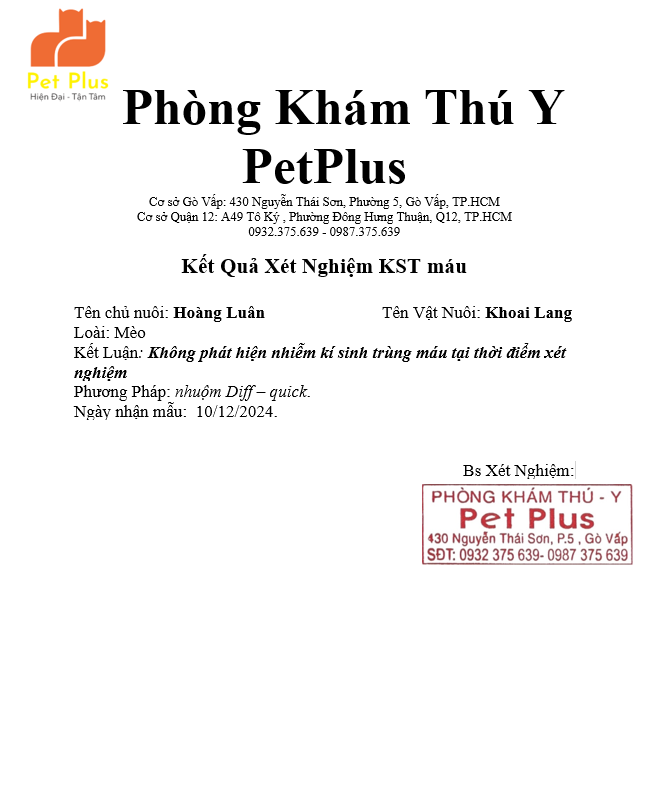 Pet Plus
Hiện Đại - Tận Tâm
Phòng Khám Thú Y
PetPlus
Cơ sở Gò Vấp: 430 Nguyễn Thái Sơn, Phường 5, Gò Vấp, TP.HCM
Cơ sở Quận 12: A49 Tô Ký , Phường Đông Hưng Thuận, Q12, TP.HCM
0932.375.639 - 0987.375.639
Kết Quả Xét Nghiệm KST máu
Tên chủ nuôi: Hoàng Luân Tên Vật Nuôi: Khoai Lang
Loài: Mèo
Kết Luận: Không phát hiện nhiễm kí sinh trùng máu tại thời điểm xét
nghiệm
Phương Pháp: nhuộm Diff – quick.
Ngày nhận mẫu: 10/12/2024.
Bs Xét Nghiệm:
PHÒNG KHÁM THÚ - Y
Pet Plus
430 Nguyễn Thái Sơn, P.5 , Gò Vấp
SĐT: 0932 375 639- 0987 375 639